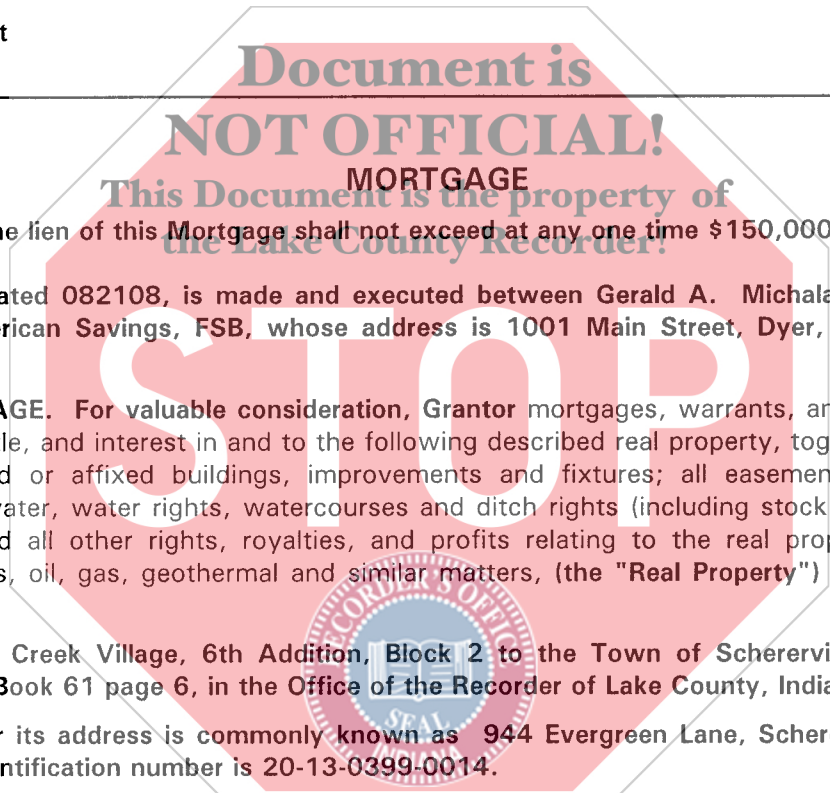 t
Document is
NOT OFFICIAL!
MORTGAGE
This Document is the property of
the Lake County Recorder!
e lien of this Mortgage shall not exceed at any one time $150,000
ated 082108, is made and executed between Gerald A. Michala
rican Savings, FSB, whose address is 1001 Main Street, Dyer,
STOP
AGE. For valuable consideration, Grantor mortgages, warrants, an
le, and interest in and to the following described real property, tog
d or affixed buildings, improvements and fixtures; all easemen
vater, water rights, watercourses and ditch rights (including stock
d all other rights, royalties, and profits relating to the real prop
s, oil, gas, geothermal and similar matters, (the "Real Property")
Creek Village, 6th Addition, Block 2 to the Town of Scherervi
Book 61 page 6, in the Office of the Recorder of Lake County, India
r its address is commonly known as 944 Evergreen Lane, Scher
ntification number is 20-13-0399-0014.
RECORDER'S OFFICE
SEAL
INDIANA